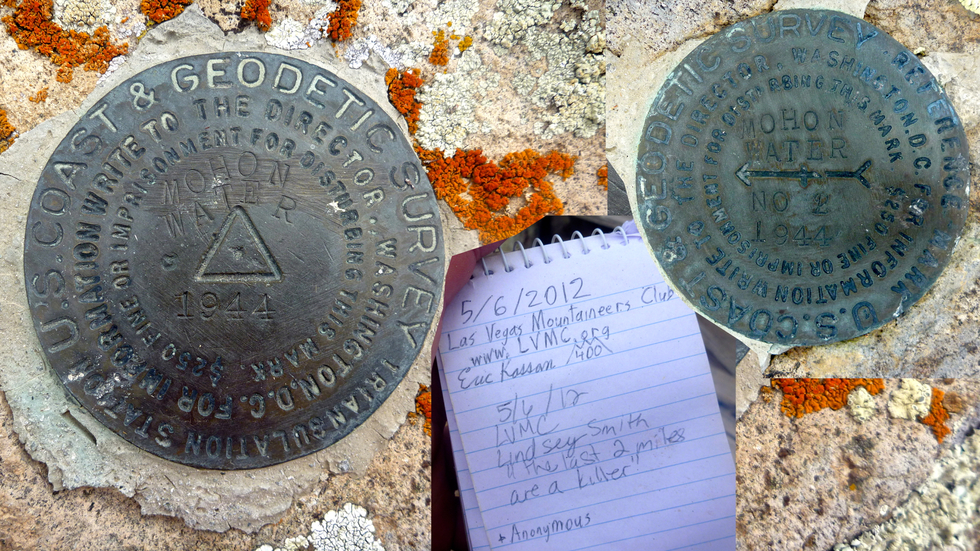 U.S. COAST & GEODETIC SURVEY TRIANGULATION STATION
FOR INFORMATION WRITE TO THE DIRECTOR, WASHINGTON, D.C.
$250 FINE OR IMPRISONMENT FOR DISTURBING THIS MARK.
MOHON
WATER
1944
5/6/2012
Las Vegas Mountaineers Club
www.LVMC.org
Eric Kassan /400
5/6/12
LVMC
Lindsey Smith
"the last 2 miles
are a killer"
+ Anonymous
U.S. COAST & GEODETIC SURVEY REFERENCE MARK
FOR INFORMATION WRITE TO THE DIRECTOR, WASHINGTON, D.C.
$250 FINE OR IMPRISONMENT FOR DISTURBING THIS MARK
MOHON
WATER
NO 2
1944